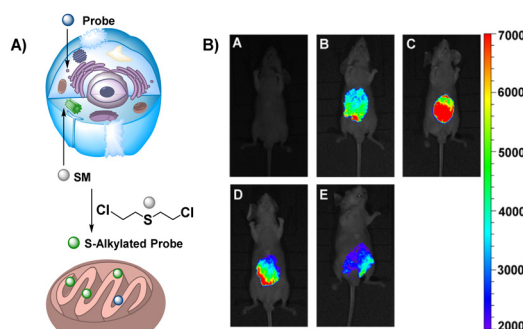 A)
Probe
SM
Cl
S
Cl
S-Alkylated Probe
B)
A
B
C
D
E
7000
6000
5000
4000
3000
2000